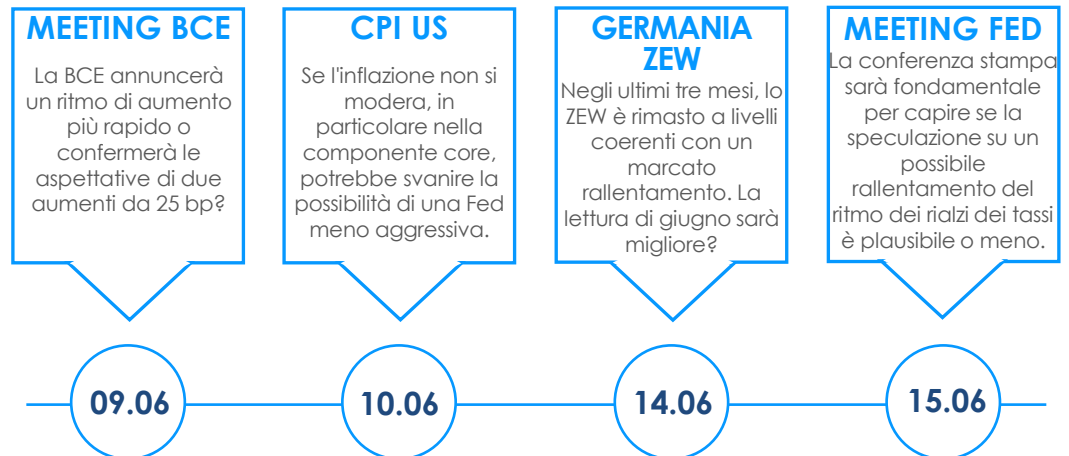 MEETING BCE
La BCE annuncerà
un ritmo di aumento
più rapido o
confermerà le
aspettative di due
aumenti da 25 bp?
CPI US
Se l'inflazione non si
modera, in
particolare nella
componente core,
potrebbe svanire la
possibilità di una Fed
meno aggressiva.
GERMANIA
ZEW
Negli ultimi tre mesi, lo
ZEW è rimasto a livelli
coerenti con un
marcato
rallentamento. La
lettura di giugno sarà
migliore?
MEETING FED
La conferenza stampa
sarà fondamentale
per capire se la
speculazione su un
possibile
rallentamento del
ritmo dei rialzi dei tassi
è plausibile o meno.
09.06
10.06
14.06
15.06